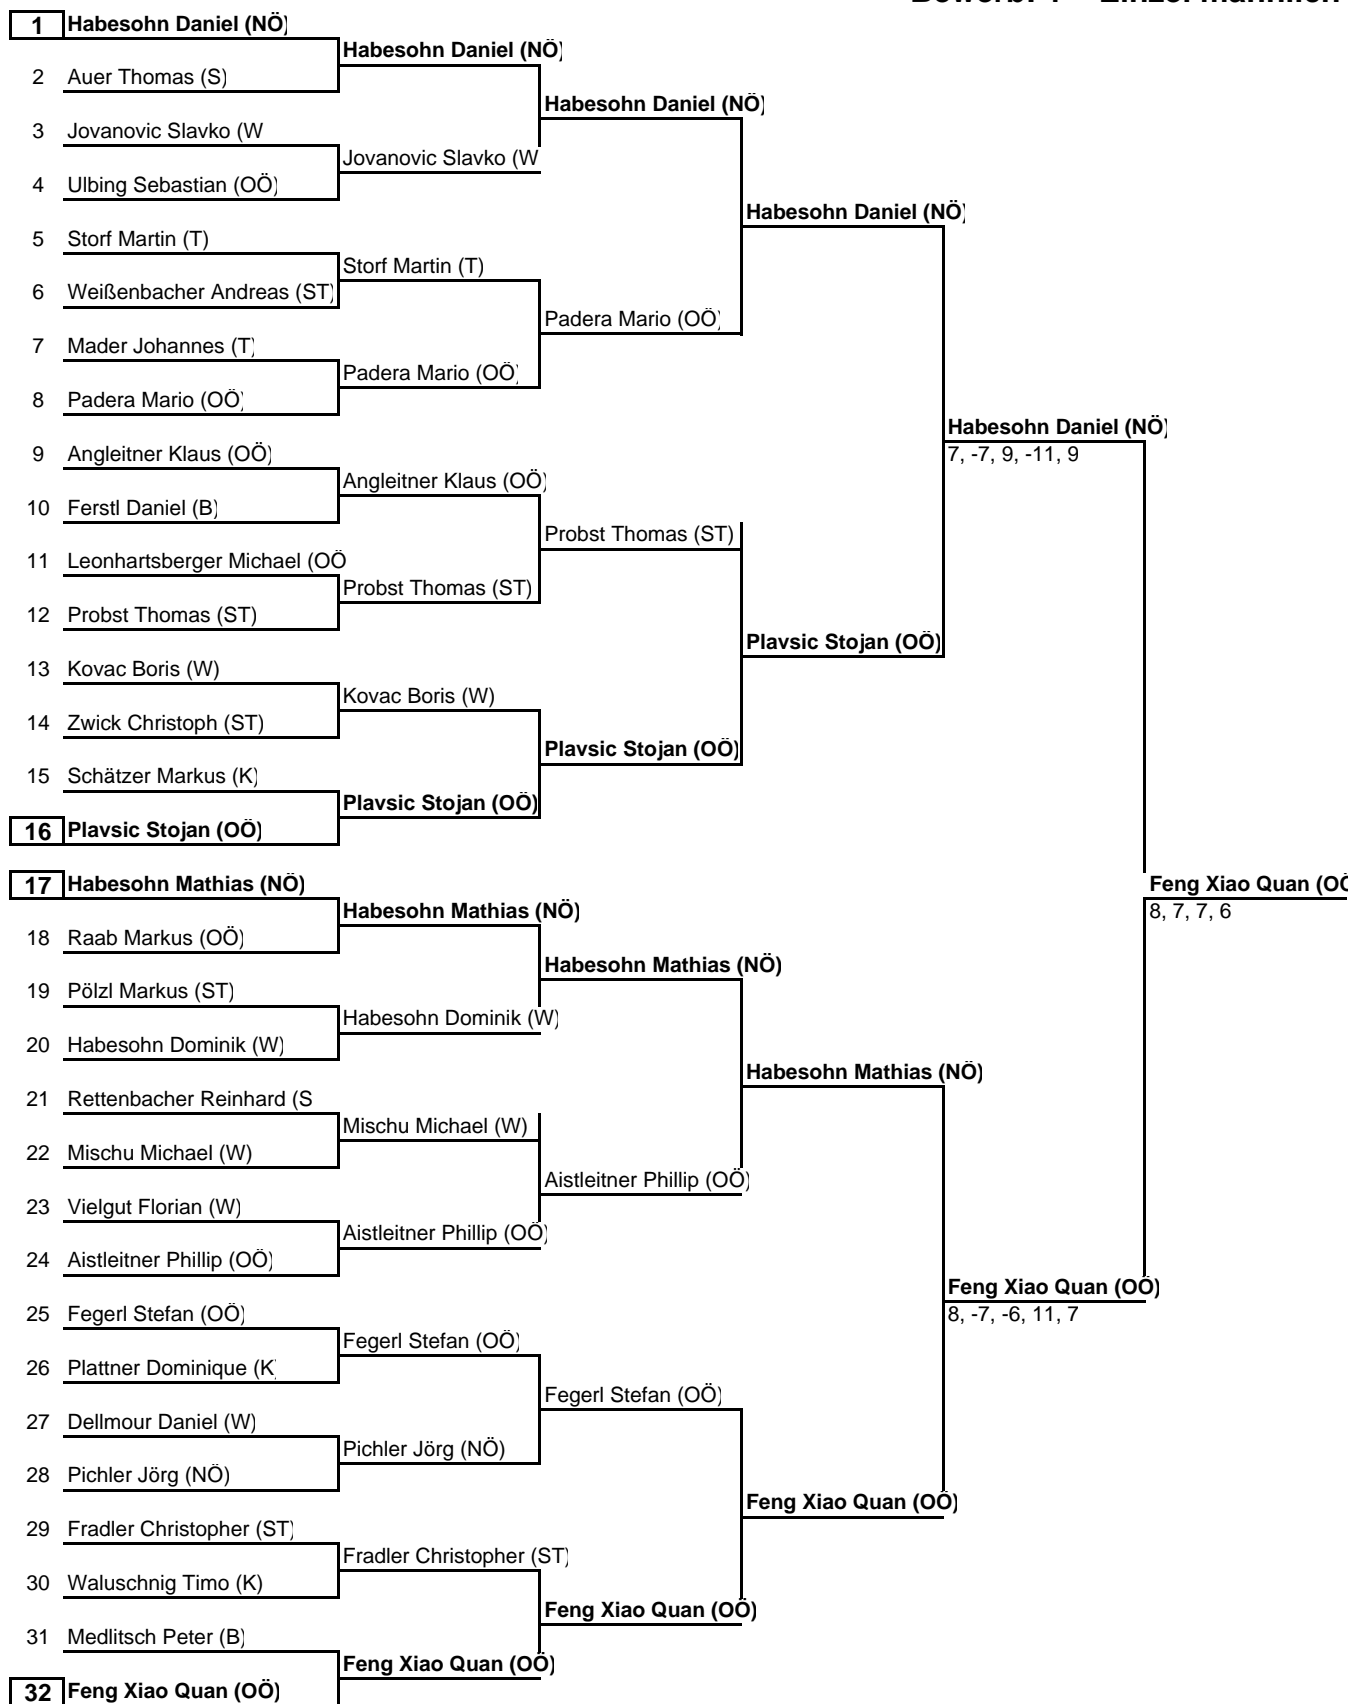 1 Habesohn Daniel (NÖ)
Habesohn Daniel (NÖ)
2 Auer Thomas (S)
Habesohn Daniel (NÖ)
3 Jovanovic Slavko (W
Jovanovic Slavko (W
4 Ulbing Sebastian (OÖ)
Habesohn Daniel (NÖ)
5 Storf Martin (T)
Storf Martin (T)
6 Weißenbacher Andreas (ST)
Padera Mario (OÖ)
7 Mader Johannes (T)
Padera Mario (OÖ)
8 Padera Mario (OÖ)
Habesohn Daniel (NÖ)
7, -7, 9, -11, 9
9 Angleitner Klaus (OÖ)
Angleitner Klaus (OÖ)
10 Ferstl Daniel (B)
Probst Thomas (ST)
11 Leonhartsberger Michael (OÖ
Probst Thomas (ST)
12 Probst Thomas (ST)
Plavsic Stojan (OÖ)
13 Kovac Boris (W)
Kovac Boris (W)
14 Zwick Christoph (ST)
Plavsic Stojan (OÖ)
15 Schätzer Markus (K)
Plavsic Stojan (OÖ)
16 Plavsic Stojan (OÖ)
17 Habesohn Mathias (NÖ)
Feng Xiao Quan (OÖ
8, 7, 7, 6
Habesohn Mathias (NÖ)
18 Raab Markus (OÖ)
Habesohn Mathias (NÖ)
19 Pölzl Markus (ST)
Habesohn Dominik (W)
20 Habesohn Dominik (W)
Habesohn Mathias (NÖ)
21 Rettenbacher Reinhard (S
Mischu Michael (W)
22 Mischu Michael (W)
Aistleitner Phillip (OÖ)
23 Vielgut Florian (W)
Aistleitner Phillip (OÖ)
24 Aistleitner Phillip (OÖ)
Feng Xiao Quan (OÖ)
8, -7, -6, 11, 7
25 Fegerl Stefan (OÖ)
Fegerl Stefan (OÖ)
26 Plattner Dominique (K)
Fegerl Stefan (OÖ)
27 Dellmour Daniel (W)
Pichler Jörg (NÖ)
28 Pichler Jörg (NÖ)
Feng Xiao Quan (OÖ)
29 Fradler Christopher (ST)
Fradler Christopher (ST)
30 Waluschnig Timo (K)
Feng Xiao Quan (OÖ)
31 Medlitsch Peter (B)
Feng Xiao Quan (OÖ)
32 Feng Xiao Quan (OÖ)